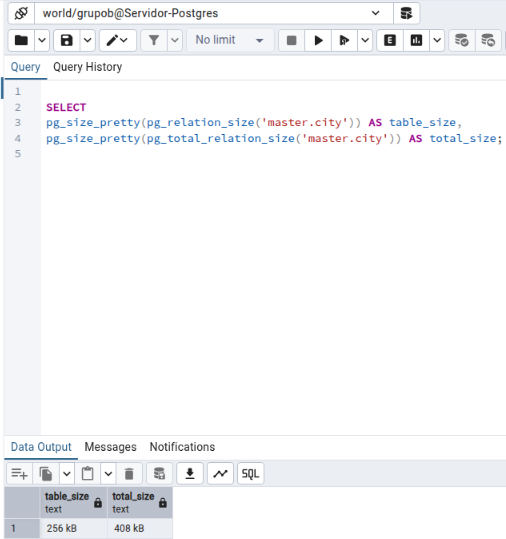 world/grupob@Servidor-Postgres
No limit
E
Query Query History
1
2 SELECT
3 pg_size_pretty(pg_relation_size('master.city')) AS table_size,
4 pg_size_pretty(pg_total_relation_size('master.city')) AS total_size;
5
Data Output Messages Notifications
SQL
table_size total_size
text text
1 256 kB 408 kB